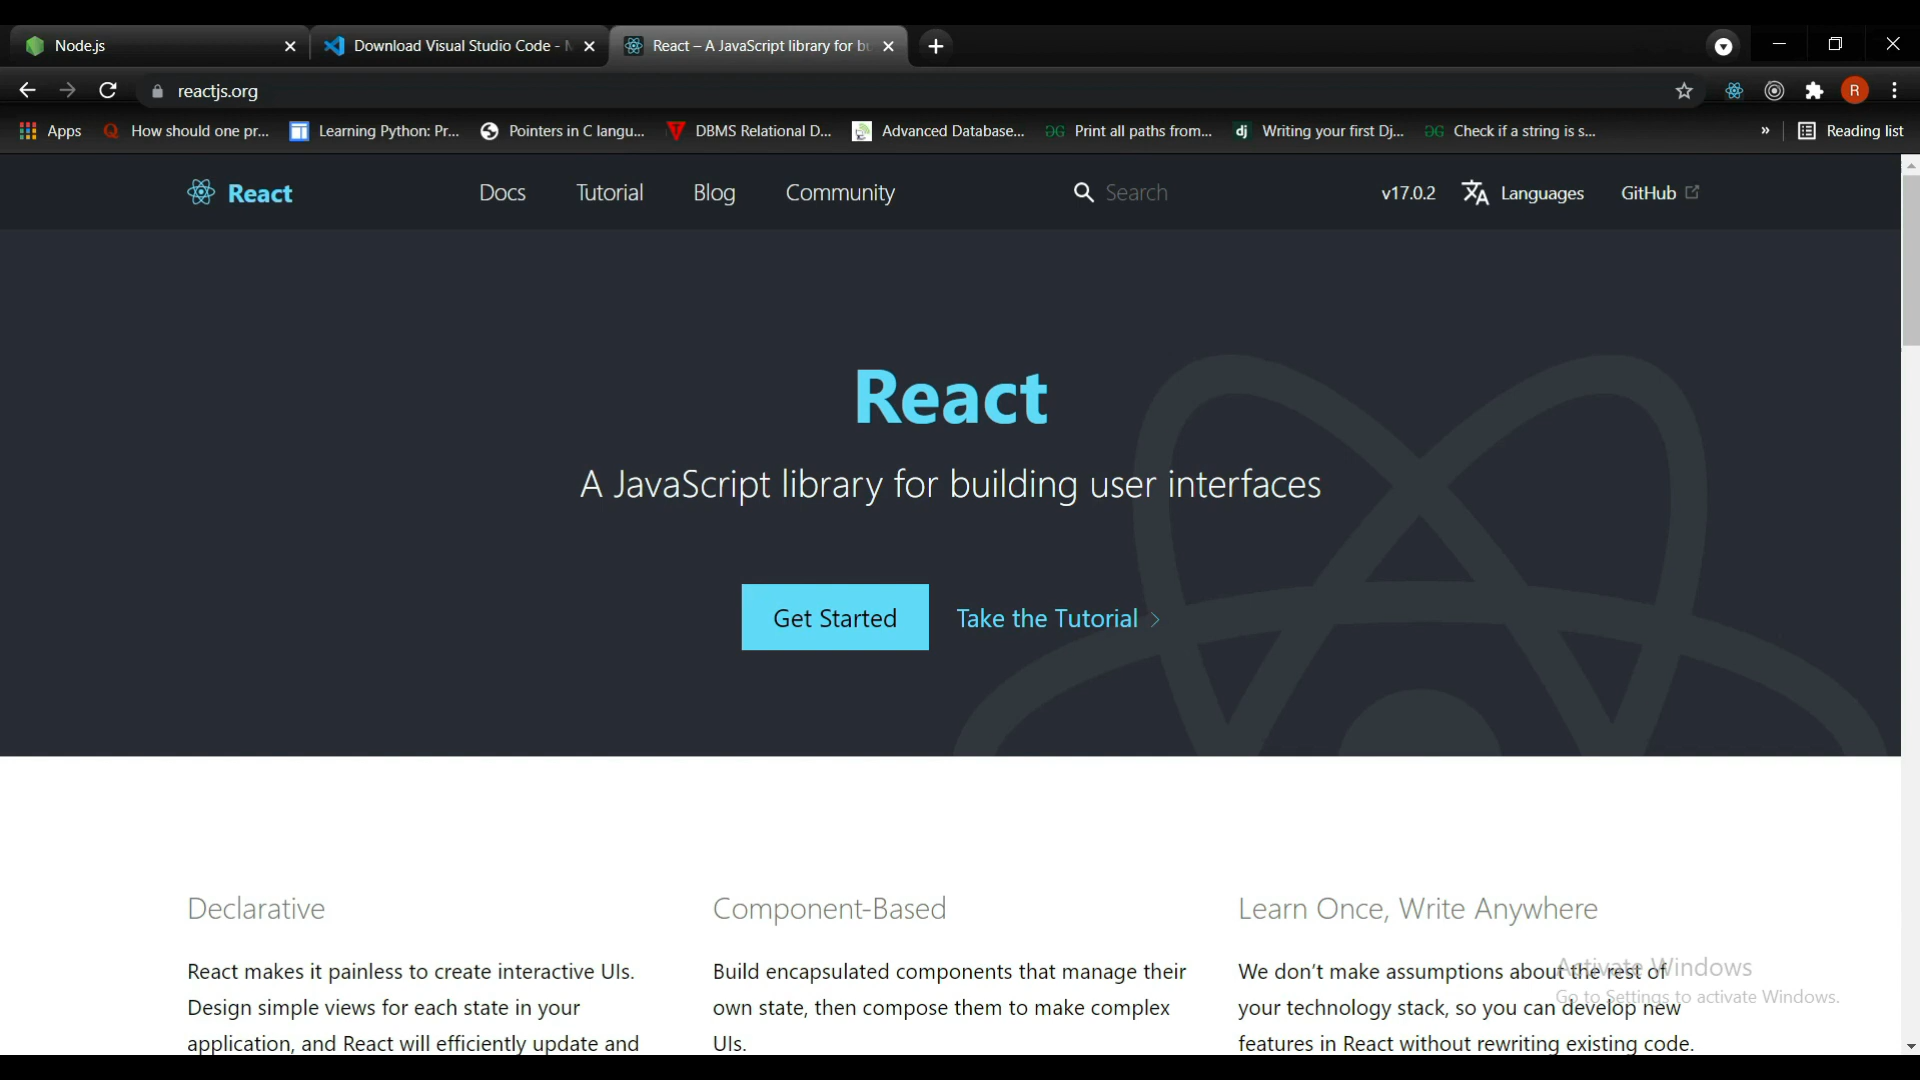 Node.js
Download Visual Studio Code -
React – A JavaScript library for bu
reactjs.org
R
Apps
How should one pr...
Learning Python: Pr...
Pointers in C langu...
DBMS Relational D...
Advanced Database...
Print all paths from...
dj Writing your first Dj...
Check if a string is s...
»
Reading list
React
Docs
Tutorial
Blog
Community
Search
v17.0.2
Languages
GitHub
React
A JavaScript library for building user interfaces
Get Started
Take the Tutorial
Declarative
React makes it painless to create interactive UIs.
Design simple views for each state in your
application, and React will efficiently update and
Component-Based
Build encapsulated components that manage their
own state, then compose them to make complex
UIs.
Learn Once, Write Anywhere
We don't make assumptions about the rest of
your technology stack, so you can develop new
features in React without rewriting existing code.
Activate Windows
Go to Settings to activate Windows.